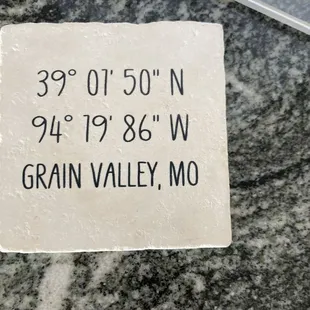 39° 01' 50" N
94° 19' 86" W
GRAIN VALLEY, MO